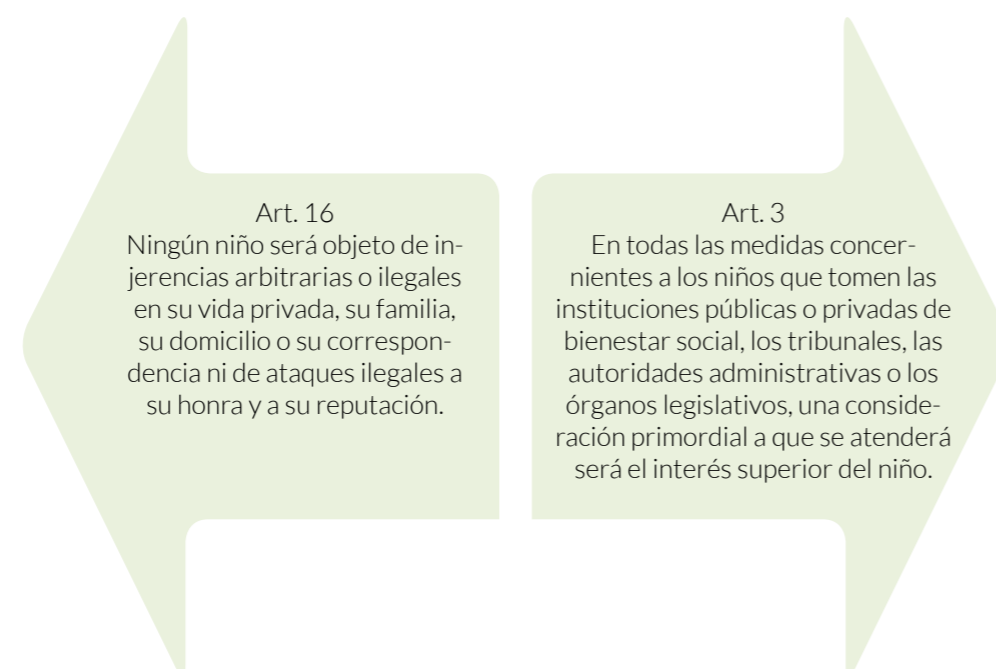 Art. 16
Ningún niño será objeto de in-
jerencias arbitrarias o ilegales
en su vida privada, su familia,
su domicilio o su correspon-
dencia ni de ataques ilegales a
su honra y a su reputación.
Art. 3
En todas las medidas concer-
nientes a los niños que tomen las
instituciones públicas o privadas de
bienestar social, los tribunales, las
autoridades administrativas o los
órganos legislativos, una conside-
ración primordial a que se atenderá
será el interés superior del niño.